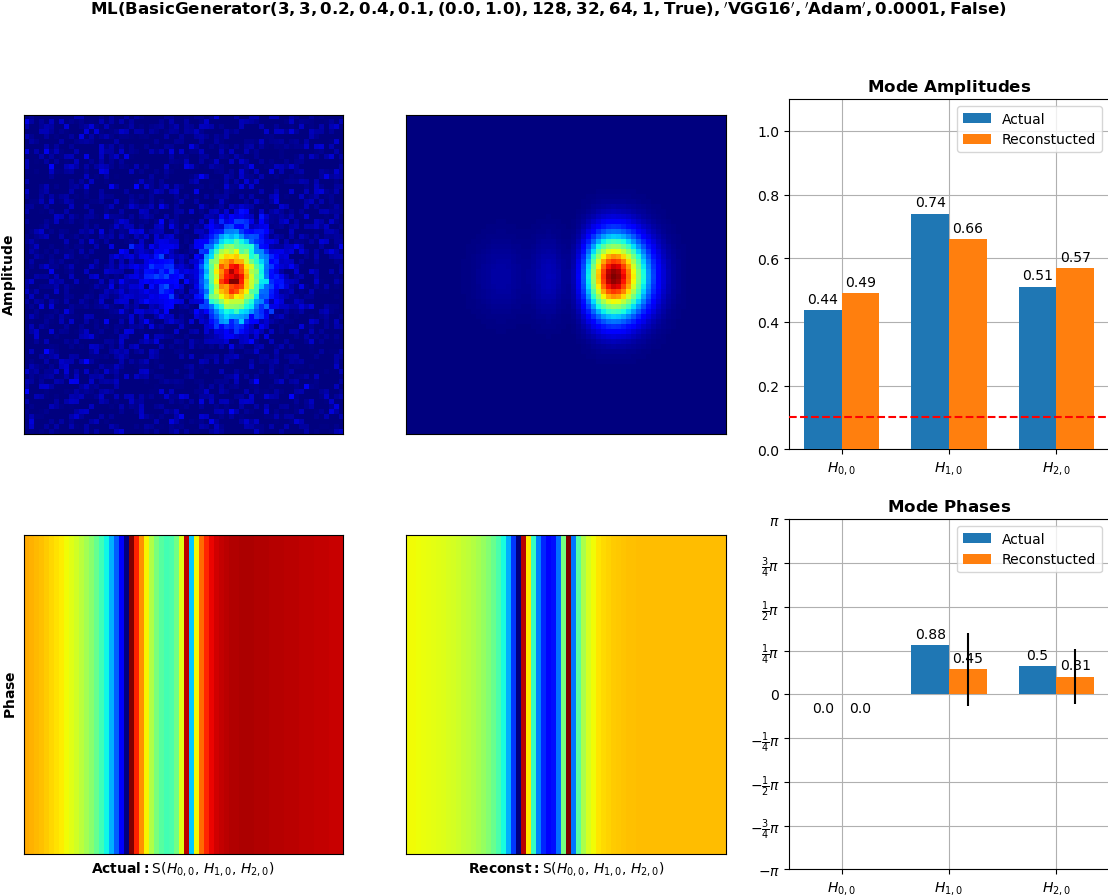 ML(BasicGenerator(3, 3, 0.2, 0.4, 0.1, (0.0, 1.0), 128, 32, 64, 1, True), ′VGG16′, ′Adam′, 0.0001, False)
Amplitude
Mode Amplitudes
Actual
Reconstucted
1.0
0.8
0.6
0.4
0.2
0.0
0.44
0.49
0.74
0.66
0.51
0.57
H0,0
H1,0
H2,0
Phase
Actual: S(H0,0, H1,0, H2,0)
Reconst: S(H0,0, H1,0, H2,0)
Mode Phases
Actual
Reconstucted
π
3/4π
1/2π
1/4π
0
−1/4π
−1/2π
−3/4π
−π
0.0
0.0
0.88
0.45
0.5
0.31
H0,0
H1,0
H2,0